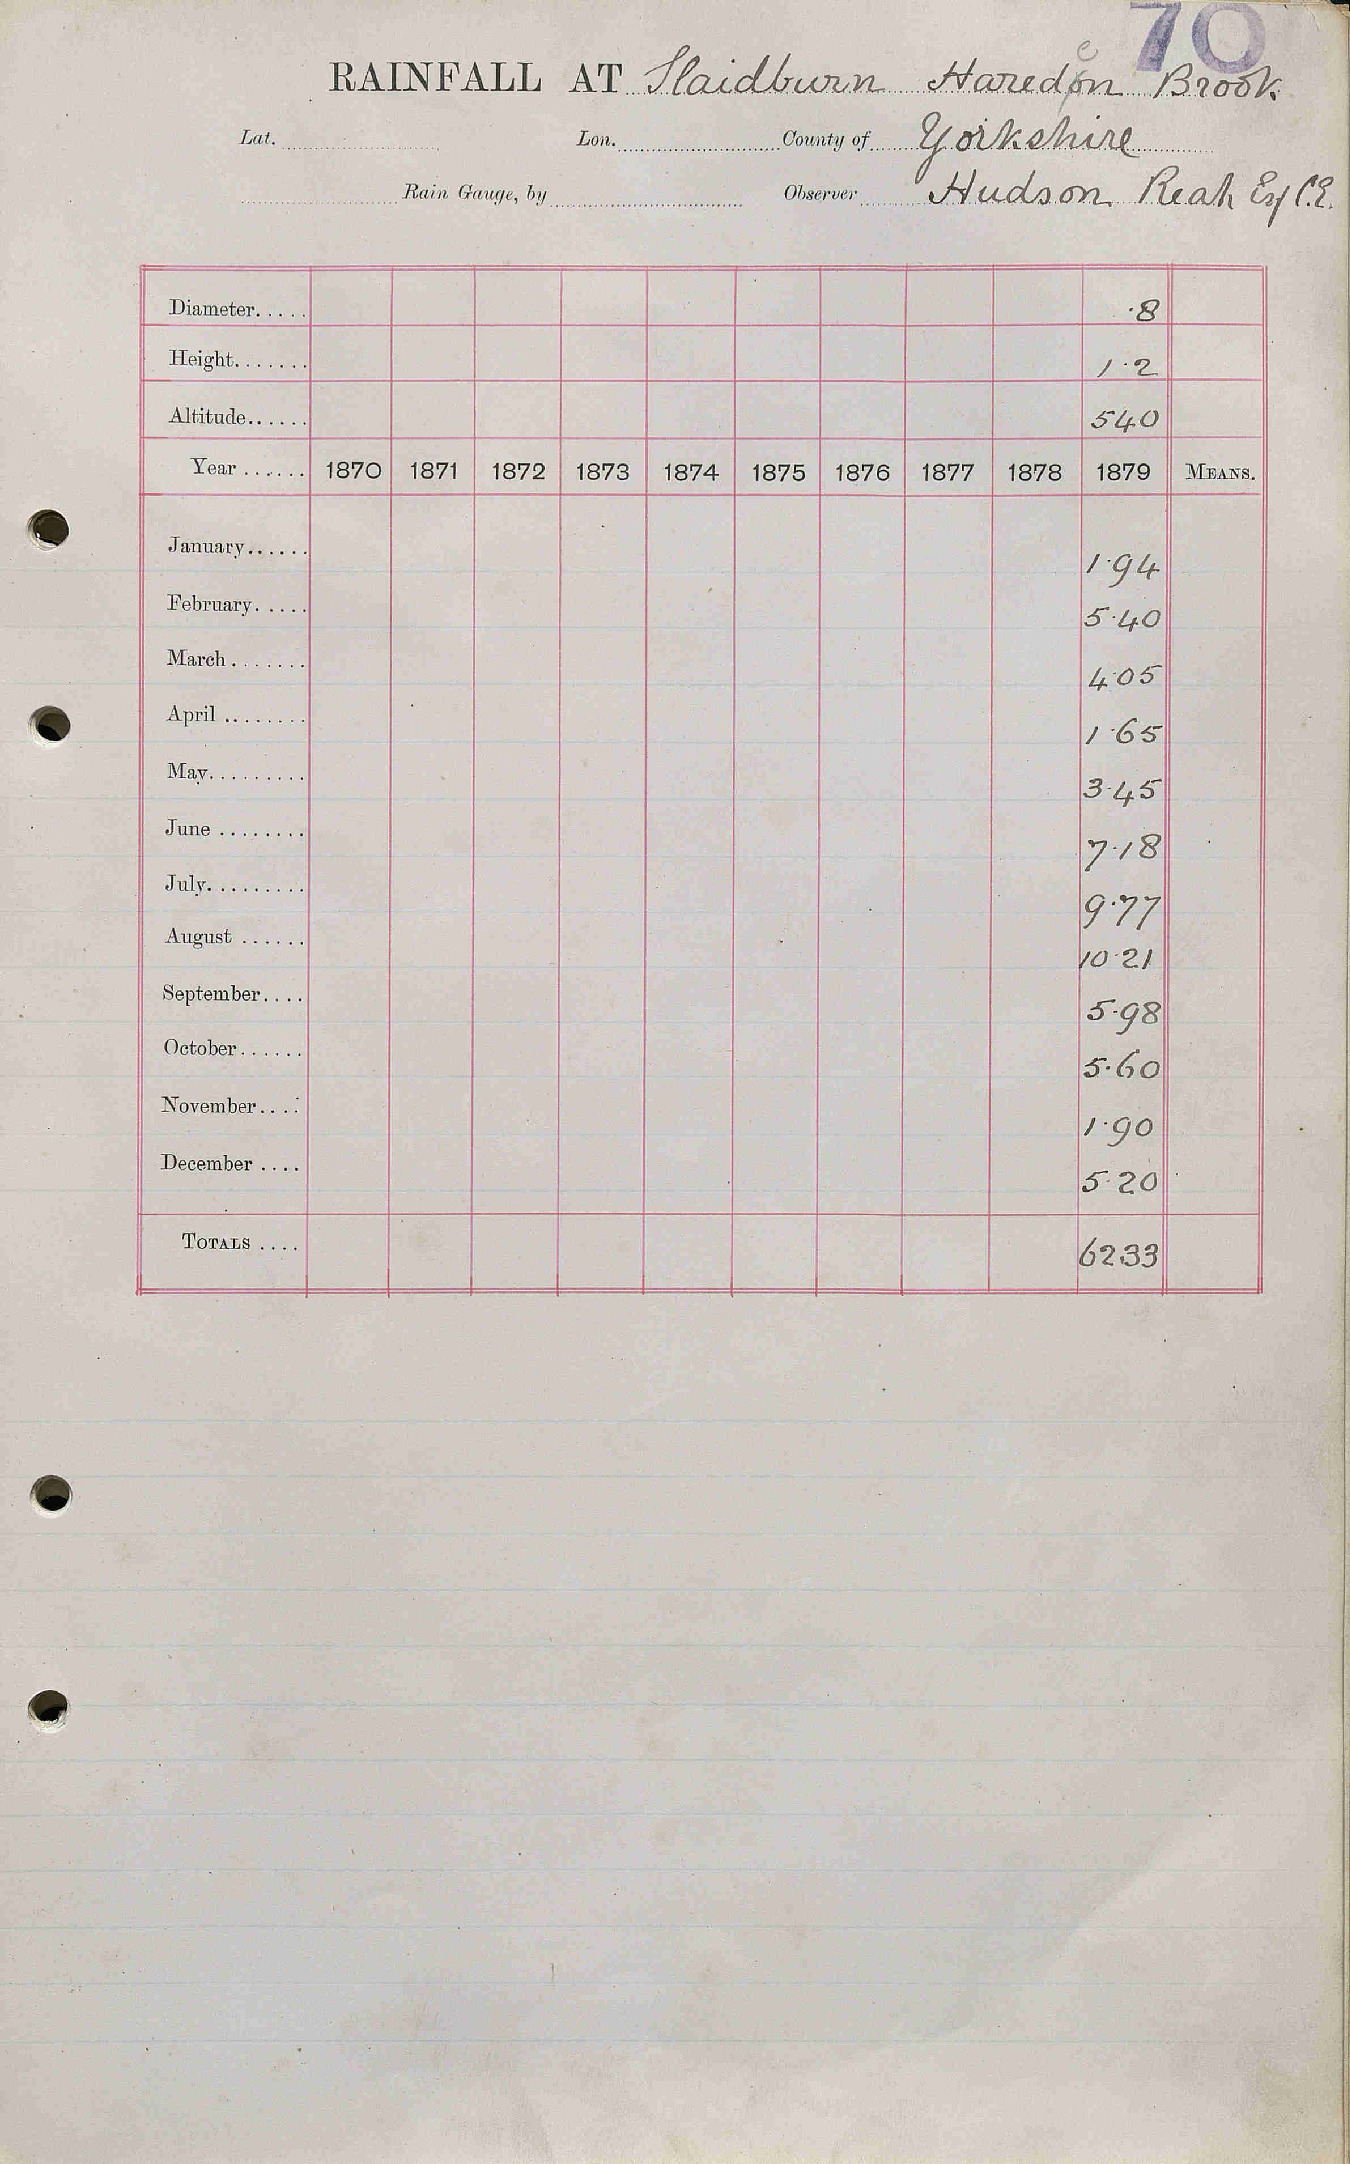 70
RAINFALL AT Slaidburn Haredon Brook
e
Lat. Lon. County of Yorkshire
Rain Gauge, by Observer Hudson Reah Esq C.E.
Diameter..... ·8
Height....... 1·2
Altitude...... 540
Year ...... 1870 1871 1872 1873 1874 1875 1876 1877 1878 1879 MEANS.
January...... 1·94
February..... 5·40
March ....... 4·05
April ........ 1·65
May......... 3·45
June ........ 7·18
July......... 9·77
August ...... 10·21
September.... 5·98
October...... 5·60
November.... 1·90
December .... 5·20
TOTALS .... 62.33